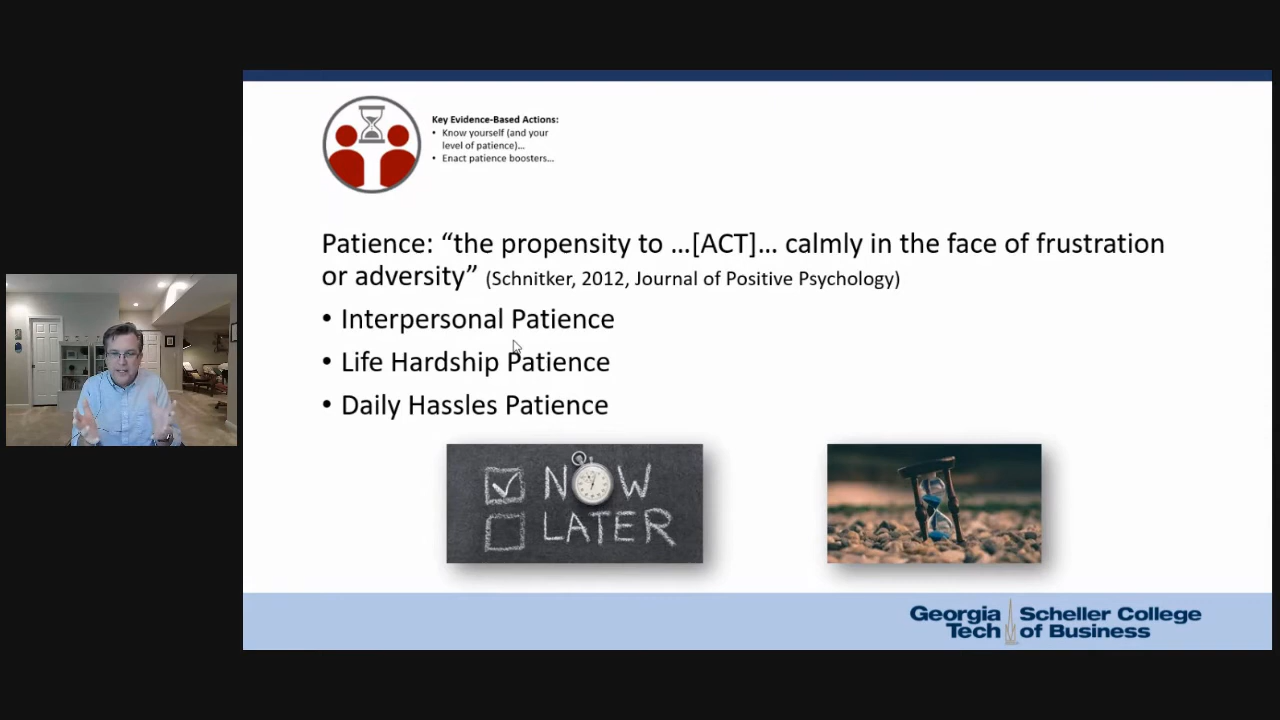 Key Evidence-Based Actions:
• Know yourself (and your
level of patience)...
• Enact patience boosters...
Patience: “the propensity to ...[ACT]... calmly in the face of frustration
or adversity” (Schnitker, 2012, Journal of Positive Psychology)
• Interpersonal Patience
• Life Hardship Patience
• Daily Hassles Patience
NOW
LATER
Georgia Tech
Scheller College
of Business